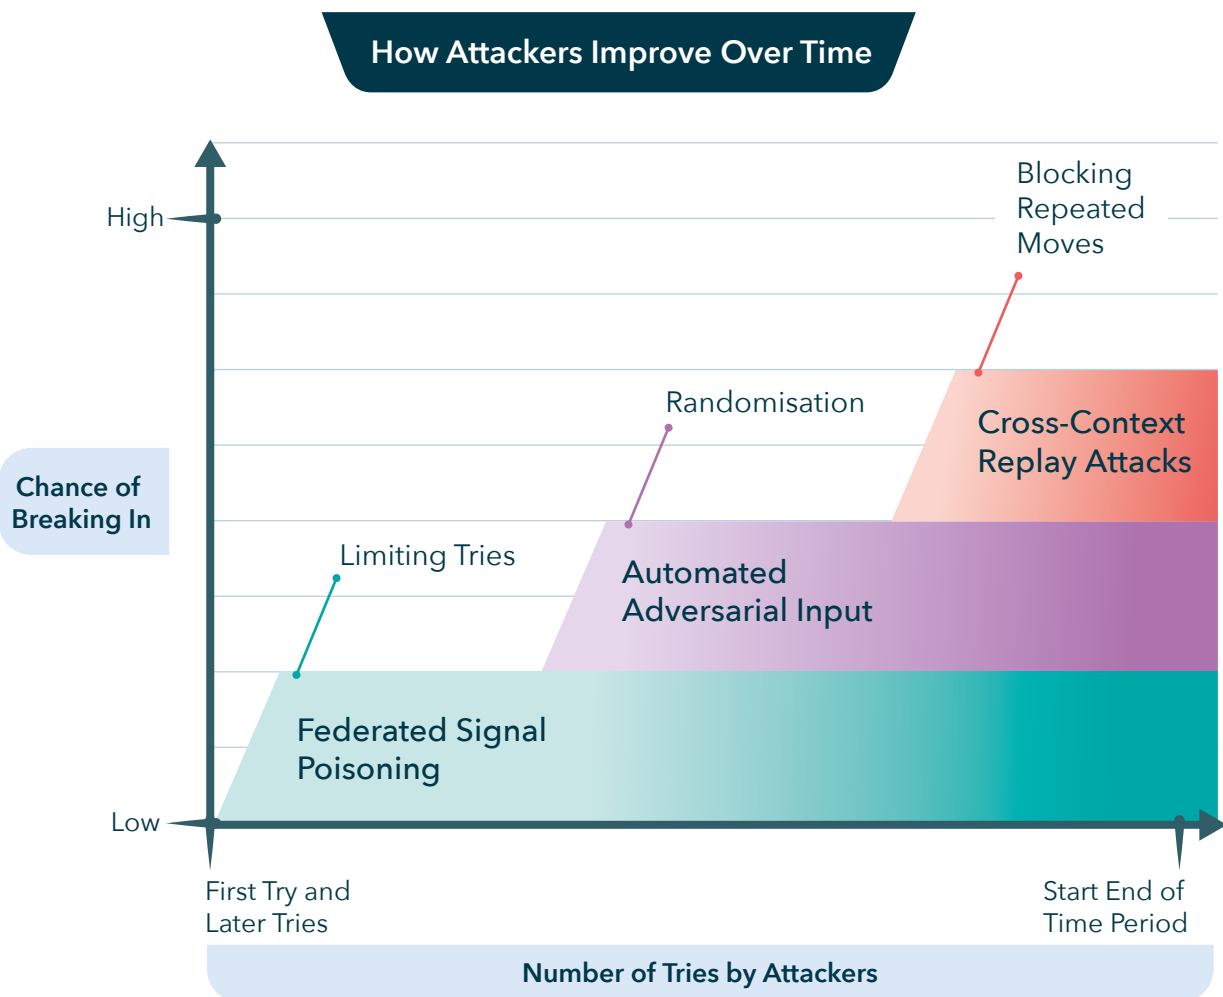 How Attackers Improve Over Time
High
Blocking
Repeated
Moves
Randomisation
Cross-Context
Replay Attacks
Chance of
Breaking In
Limiting Tries
Automated
Adversarial Input
Federated Signal
Poisoning
Low
First Try and
Later Tries
Start End of
Time Period
Number of Tries by Attackers